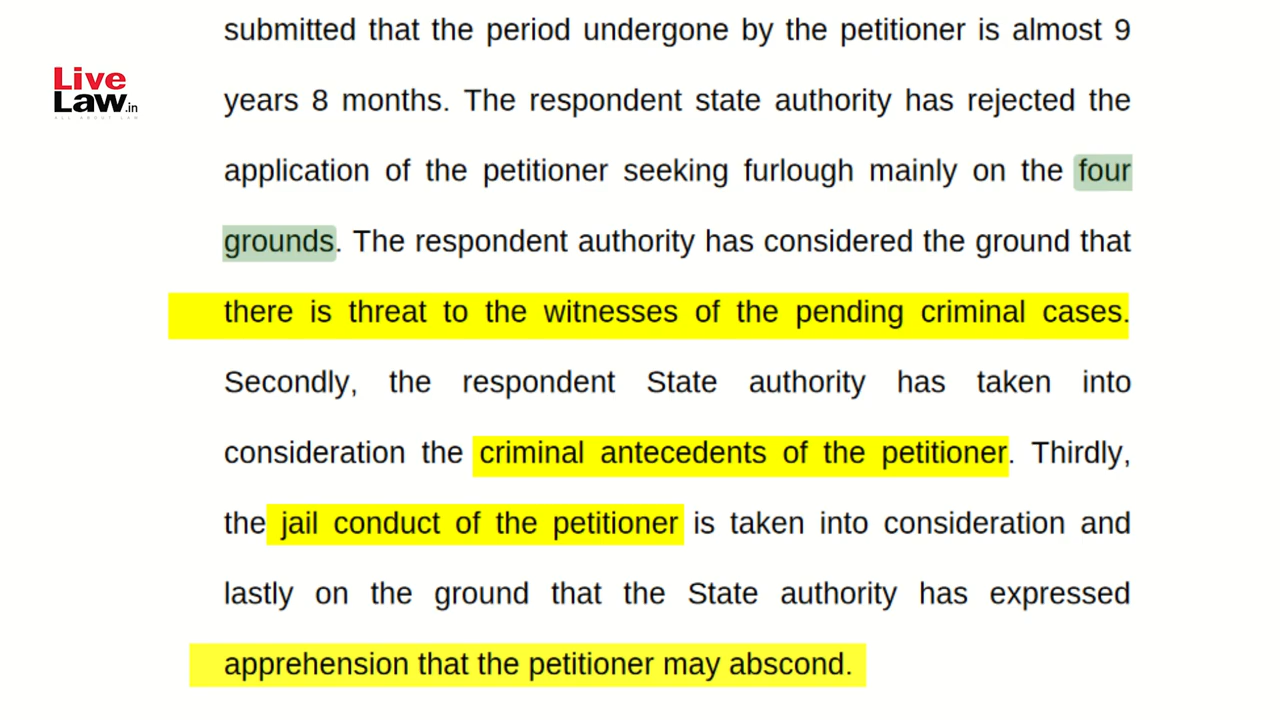 submitted that the period undergone by the petitioner is almost 9
Live
Law.in
ALL ABOUT LAW
years 8 months. The respondent state authority has rejected the
application of the petitioner seeking furlough mainly on the four
grounds. The respondent authority has considered the ground that
there is threat to the witnesses of the pending criminal cases.
Secondly, the respondent State authority has taken into
consideration the criminal antecedents of the petitioner. Thirdly,
the jail conduct of the petitioner is taken into consideration and
lastly on the ground that the State authority has expressed
apprehension that the petitioner may abscond.